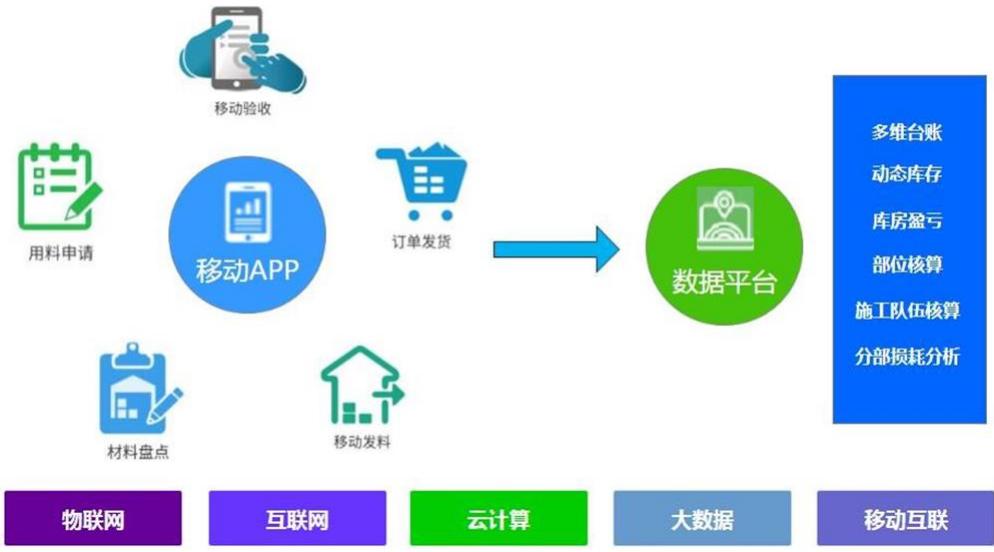 移动验收
用料申请
移动APP
订单发货
材料盘点
移动发料
数据平台
多维台账
动态库存
库房盈亏
部位核算
施工队伍核算
分部损耗分析
物联网
互联网
云计算
大数据
移动互联